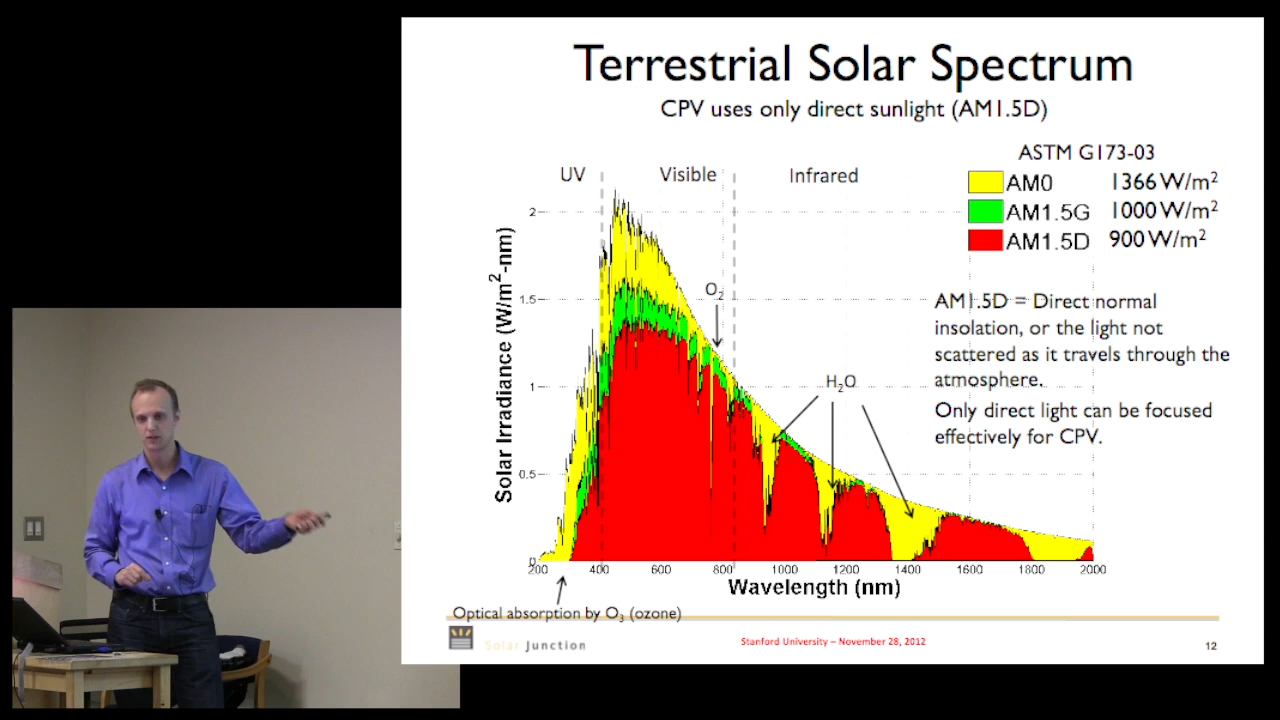 Terrestrial Solar Spectrum
CPV uses only direct sunlight (AM1.5D)
ASTM G173-03
AM0 1366 W/m²
AM1.5G 1000 W/m²
AM1.5D 900 W/m²
UV Visible Infrared
2
1.5
1
0.5
0
Solar Irradiance (W/m²-nm)
O₂
H₂O
AM1.5D = Direct normal
insolation, or the light not
scattered as it travels through the
atmosphere.
Only direct light can be focused
effectively for CPV.
200 400 600 800 1000 1200 1400 1600 1800 2000
Wavelength (nm)
Optical absorption by O₃ (ozone)
Solar Junction
Stanford University – November 28, 2012
12